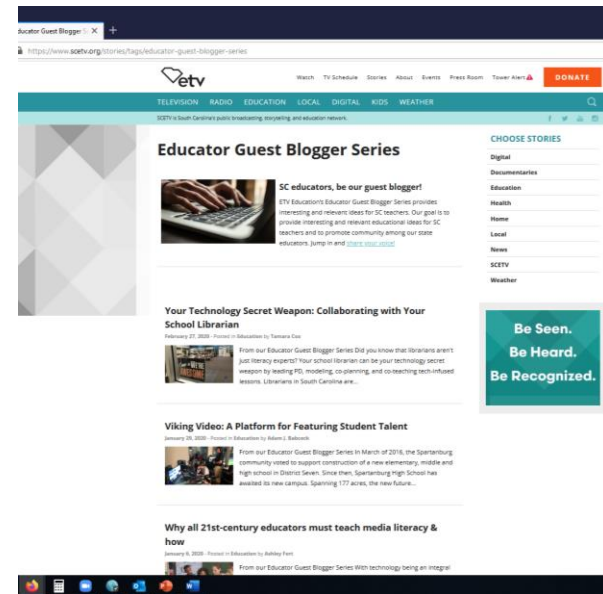 ducator Guest Blogger S
https://www.scetv.org/stories/tags/educator-guest-blogger-series
etv
Watch TV Schedule Stories About Events Press Room Tower Alert
DONATE
TELEVISION RADIO EDUCATION LOCAL DIGITAL KIDS WEATHER
SCETV is South Carolina's public broadcasting, storytelling and education network.
Educator Guest Blogger Series
SC educators, be our guest blogger!
ETV Education's Educator Guest Blogger Series provides
interesting and relevant ideas for SC teachers. Our goal is to
provide interesting and relevant educational ideas for SC
teachers and to promote community among our state
educators. Jump in and share your voice!
Your Technology Secret Weapon: Collaborating with Your
School Librarian
February 27, 2020 - Posted in Education by Tamara Cox
From our Educator Guest Blogger Series Did you know that librarians aren't
just literacy experts? Your school librarian can be your technology secret
weapon by leading PD, modeling, co-planning, and co-teaching tech-infused
lessons. Librarians in South Carolina are...
Viking Video: A Platform for Featuring Student Talent
January 29, 2020 - Posted in Education by Adam J. Babcock
From our Educator Guest Blogger Series In March of 2016, the Spartanburg
community voted to support construction of a new elementary, middle and
high school in District Seven. Since then, Spartanburg High School has
awaited its new campus. Spanning 177 acres, the new future...
Why all 21st-century educators must teach media literacy &
how
January 6, 2020 - Posted in Education by Ashley Fort
From our Educator Guest Blogger Series With technology being an integral
CHOOSE STORIES
Digital
Documentaries
Education
Health
Home
Local
News
SCETV
Weather
Be Seen.
Be Heard.
Be Recognized.